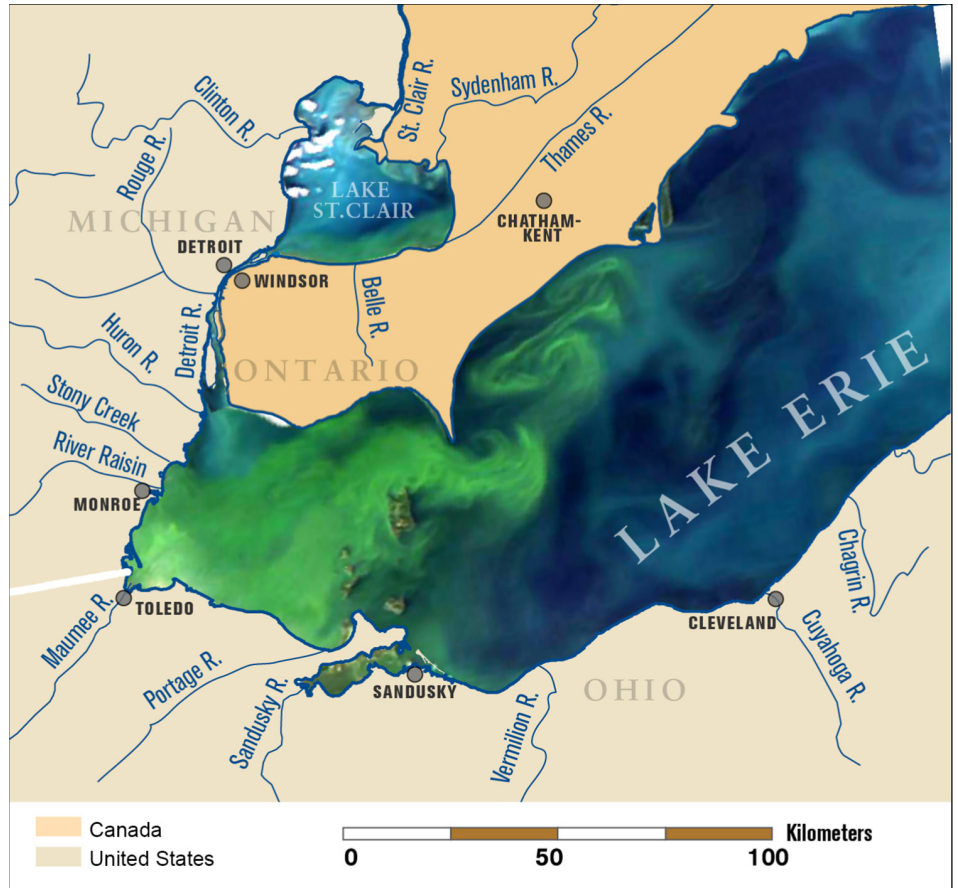 Clinton R.
St. Clair R.
Sydenham R.
Rouge R.
Thames R.
LAKE
ST.CLAIR
MICHIGAN
CHATHAM-
KENT
DETROIT
WINDSOR
Belle R.
Detroit R.
Huron R.
ONTARIO
Stony Creek
LAKE ERIE
River Raisin
MONROE
Chagrin R.
TOLEDO
Maumee R.
CLEVELAND
Cuyahoga R.
Portage R.
Sandusky R.
SANDUSKY
OHIO
Vermilion R.
Canada
United States
Kilometers
0 50 100